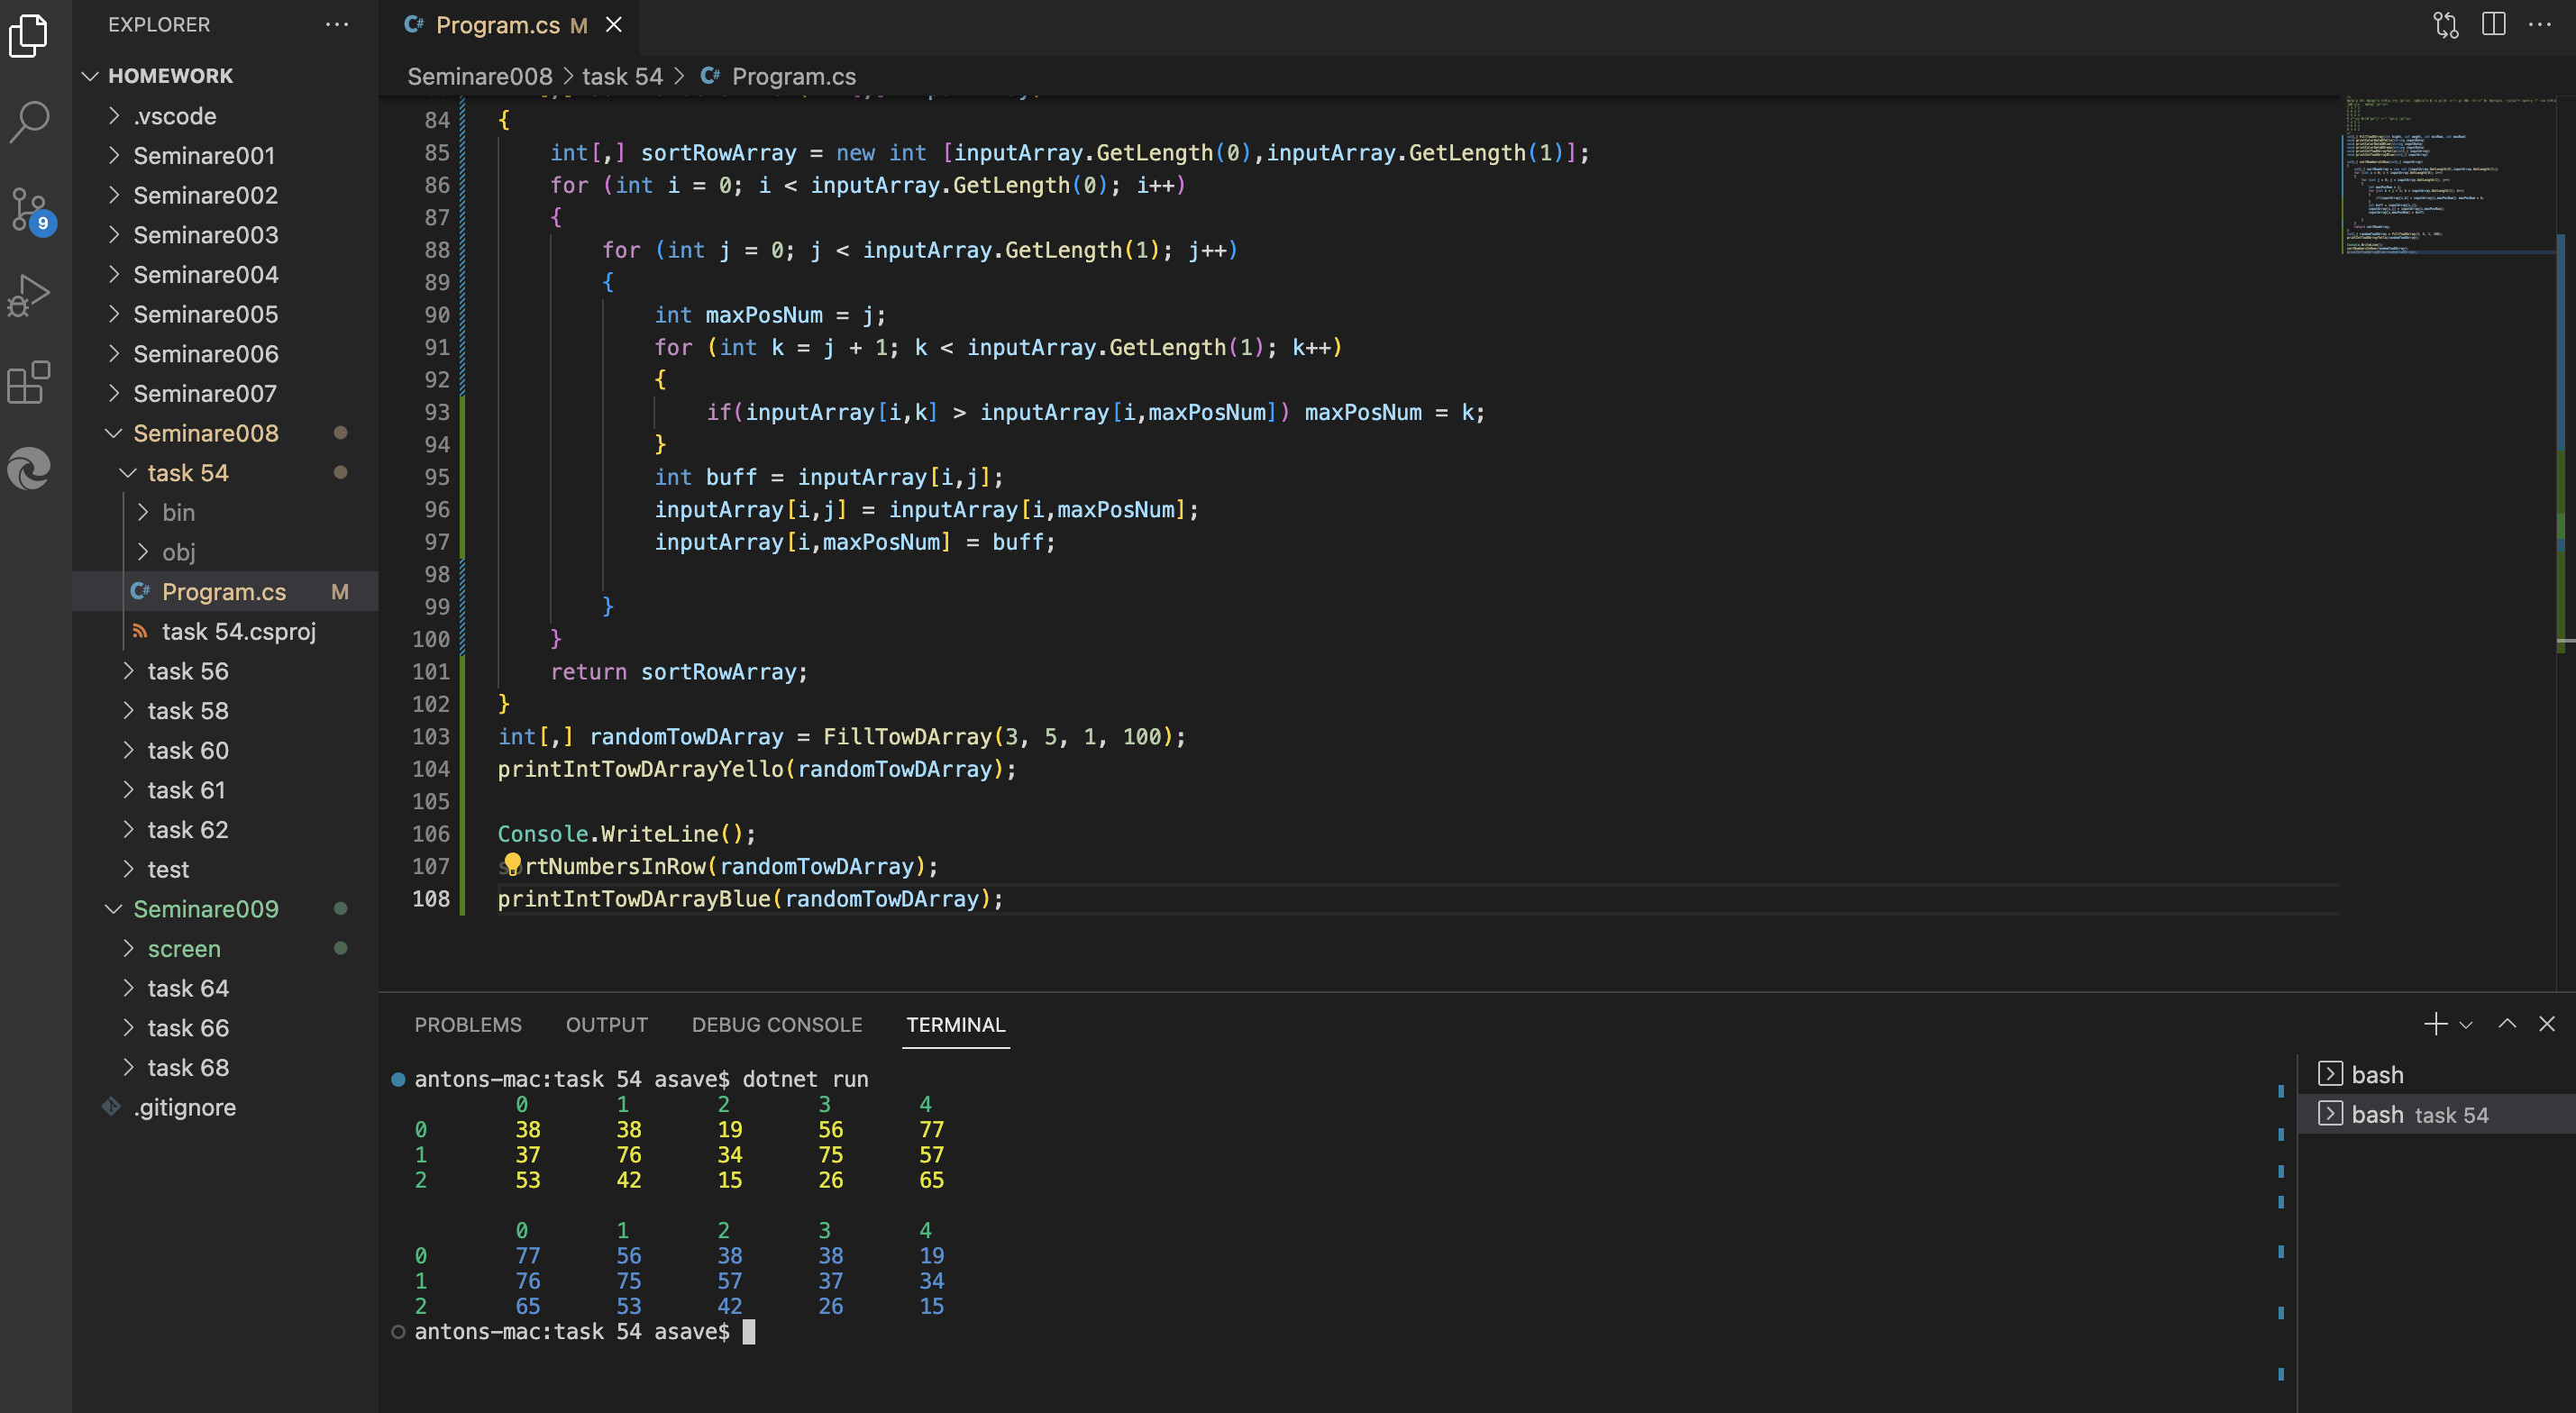 EXPLORER
HOMEWORK
.vscode
Seminare001
Seminare002
Seminare003
Seminare004
Seminare005
Seminare006
Seminare007
Seminare008
task 54
bin
obj
Program.cs M
task 54.csproj
task 56
task 58
task 60
task 61
task 62
test
Seminare009
screen
task 64
task 66
task 68
.gitignore
9
Program.cs M
Seminare008 > task 54 > Program.cs
84 {
85 int[,] sortRowArray = new int [inputArray.GetLength(0),inputArray.GetLength(1)];
86 for (int i = 0; i < inputArray.GetLength(0); i++)
87 {
88 for (int j = 0; j < inputArray.GetLength(1); j++)
89 {
90 int maxPosNum = j;
91 for (int k = j + 1; k < inputArray.GetLength(1); k++)
92 {
93 if(inputArray[i,k] > inputArray[i,maxPosNum]) maxPosNum = k;
94 }
95 int buff = inputArray[i,j];
96 inputArray[i,j] = inputArray[i,maxPosNum];
97 inputArray[i,maxPosNum] = buff;
98
99 }
100 }
101 return sortRowArray;
102 }
103 int[,] randomTowDArray = FillTowDArray(3, 5, 1, 100);
104 printIntTowDArrayYello(randomTowDArray);
105
106 Console.WriteLine();
107 sortNumbersInRow(randomTowDArray);
108 printIntTowDArrayBlue(randomTowDArray);
PROBLEMS OUTPUT DEBUG CONSOLE TERMINAL
antons-mac:task 54 asave$ dotnet run
0 1 2 3 4
0 38 38 19 56 77
1 37 76 34 75 57
2 53 42 15 26 65
0 1 2 3 4
0 77 56 38 38 19
1 76 75 57 37 34
2 65 53 42 26 15
antons-mac:task 54 asave$
bash
bash task 54